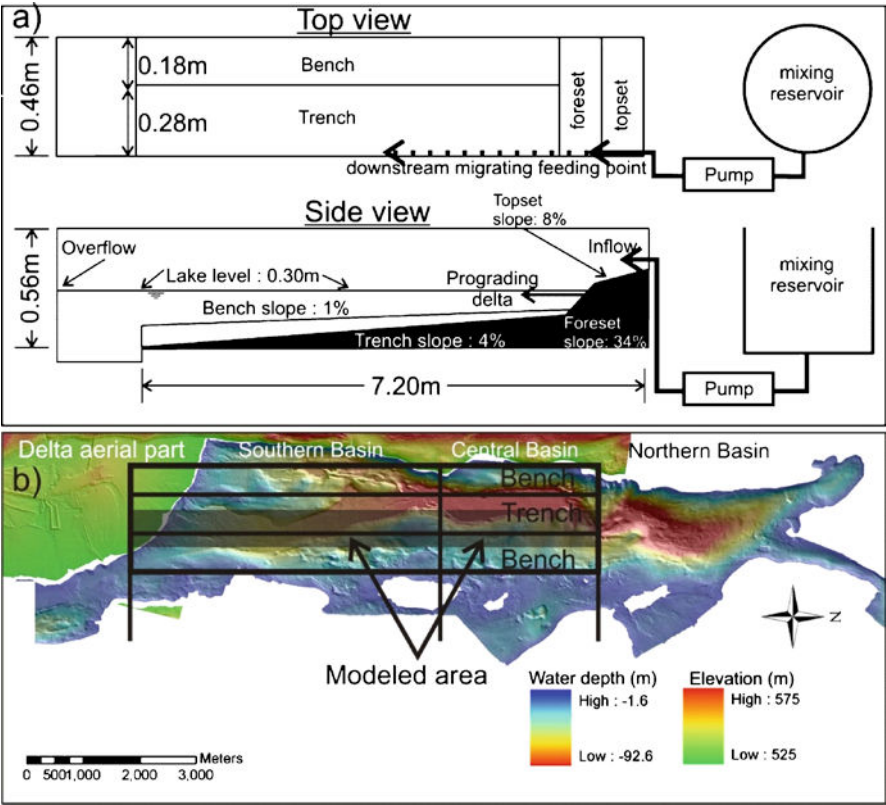 a)
Top view
0.46m
0.18m
0.28m
Bench
Trench
foreset
topset
mixing
reservoir
downstream migrating feeding point
Pump
Side view
Topset
slope: 8%
0.56m
Overflow
Inflow
Lake level : 0.30m
Prograding
delta
Bench slope : 1%
Trench slope : 4%
Foreset
slope: 34%
mixing
reservoir
7.20m
Pump
Delta aerial part
Southern Basin
Central Basin
Northern Basin
b)
Bench
Trench
Bench
Modeled area
N
Water depth (m)
High : -1.6
Low : -92.6
Elevation (m)
High : 575
Low : 525
Meters
0 5001,000 2,000 3,000